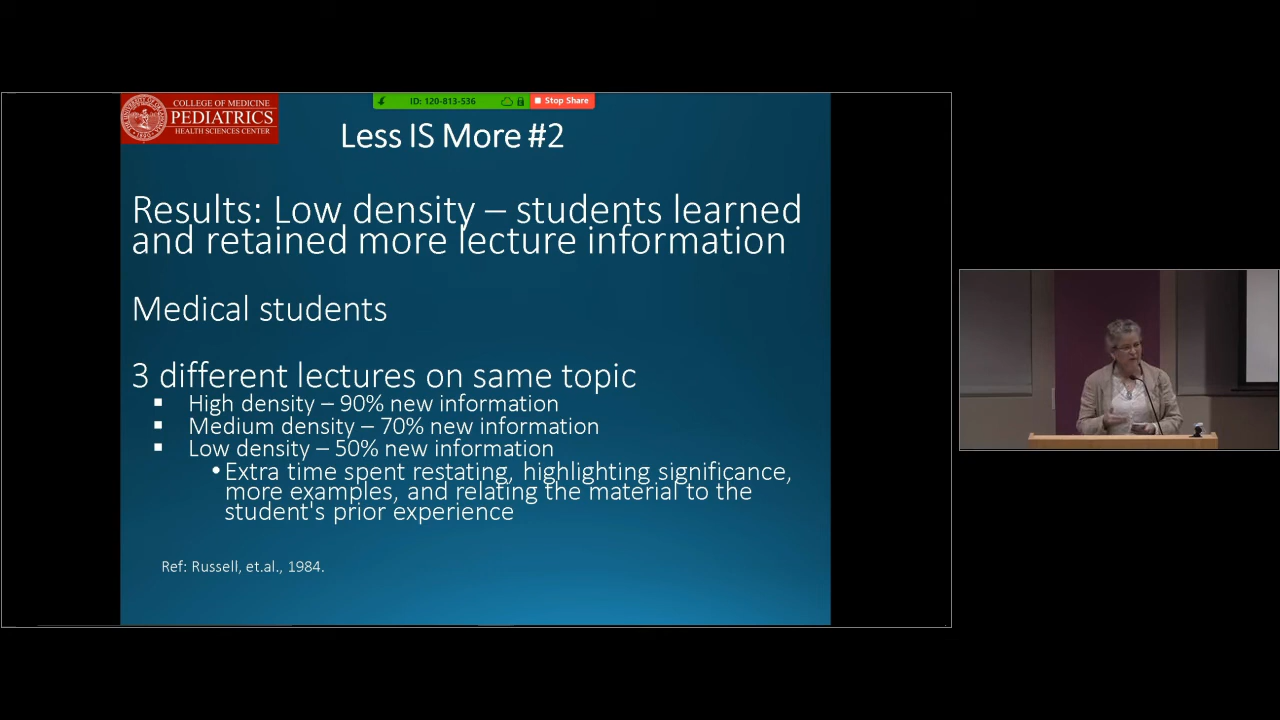 COLLEGE OF MEDICINE
PEDIATRICS
HEALTH SCIENCES CENTER
ID: 120-813-536
Stop Share
Less IS More #2
Results: Low density – students learned
and retained more lecture information
Medical students
3 different lectures on same topic
▪ High density – 90% new information
▪ Medium density – 70% new information
▪ Low density – 50% new information
• Extra time spent restating, highlighting significance,
more examples, and relating the material to the
student's prior experience
Ref: Russell, et.al., 1984.